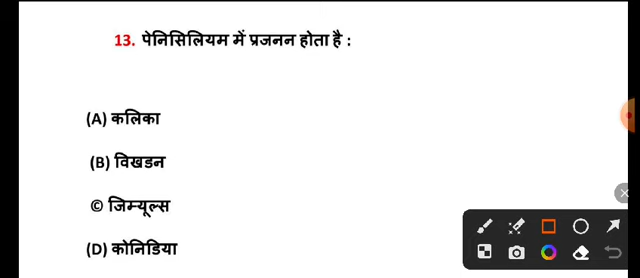 13. पेनिसिलियम में प्रजनन होता है :
(A) कलिका
(B) विखडन
© जिम्यूल्स
(D) कोनिडिया